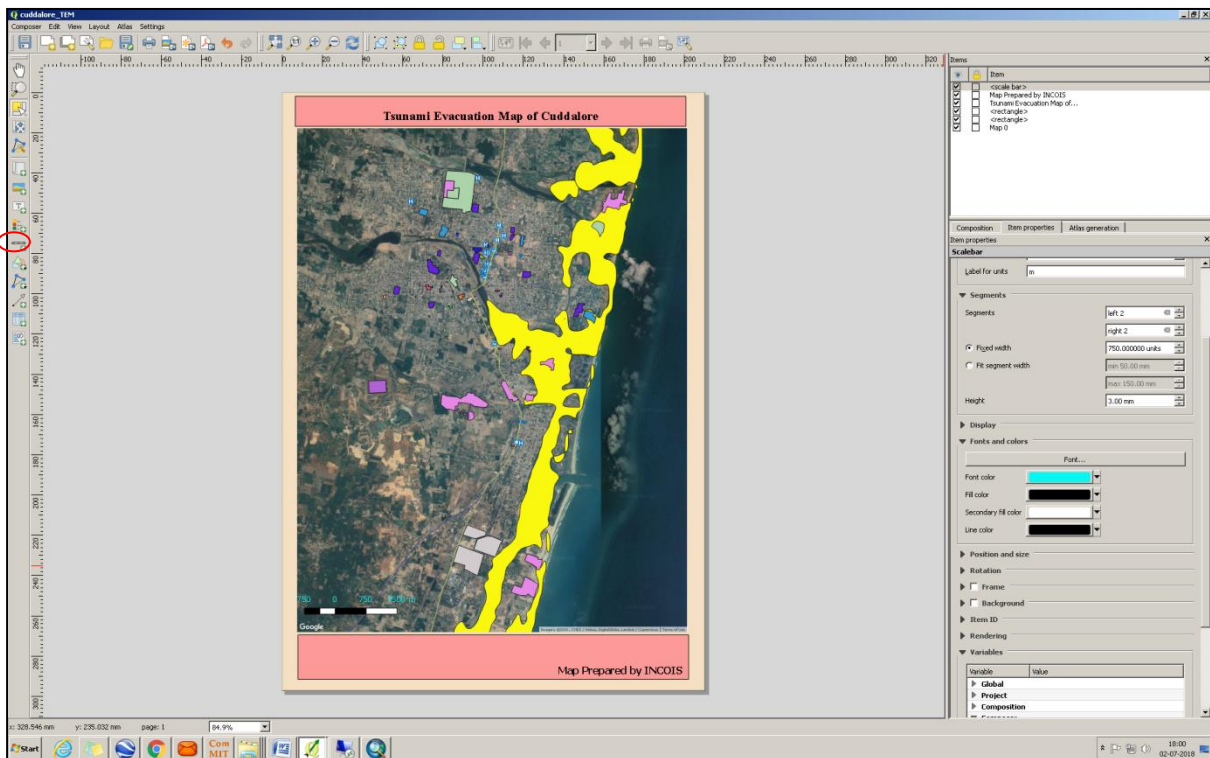 cuddalore_TEM
Composer Edit View Layout Atlas Settings
Items
Item
<scale bar>
Map Prepared by INCOIS
Tsunami Evacuation Map of...
<rectangle>
<rectangle>
Map 0
Tsunami Evacuation Map of Cuddalore
Composition Item properties Atlas generation
Item properties
Scalebar
Label for units m
Segments
Segments left 2
right 2
Fixed width 750.000000 units
Fit segment width min 50.00 mm
max 150.00 mm
Height 3.00 mm
Display
Fonts and colors
Font...
Font color
Fill color
Secondary fill color
Line color
Position and size
Rotation
Frame
Background
Item ID
Rendering
Variables
Variable Value
Global
Project
Composition
750 0 750 1500 m
Google
Map Prepared by INCOIS
x: 328.546 mm y: 235.032 mm page: 1 84.9%
Start
Com
MIT
18:00
02-07-2018